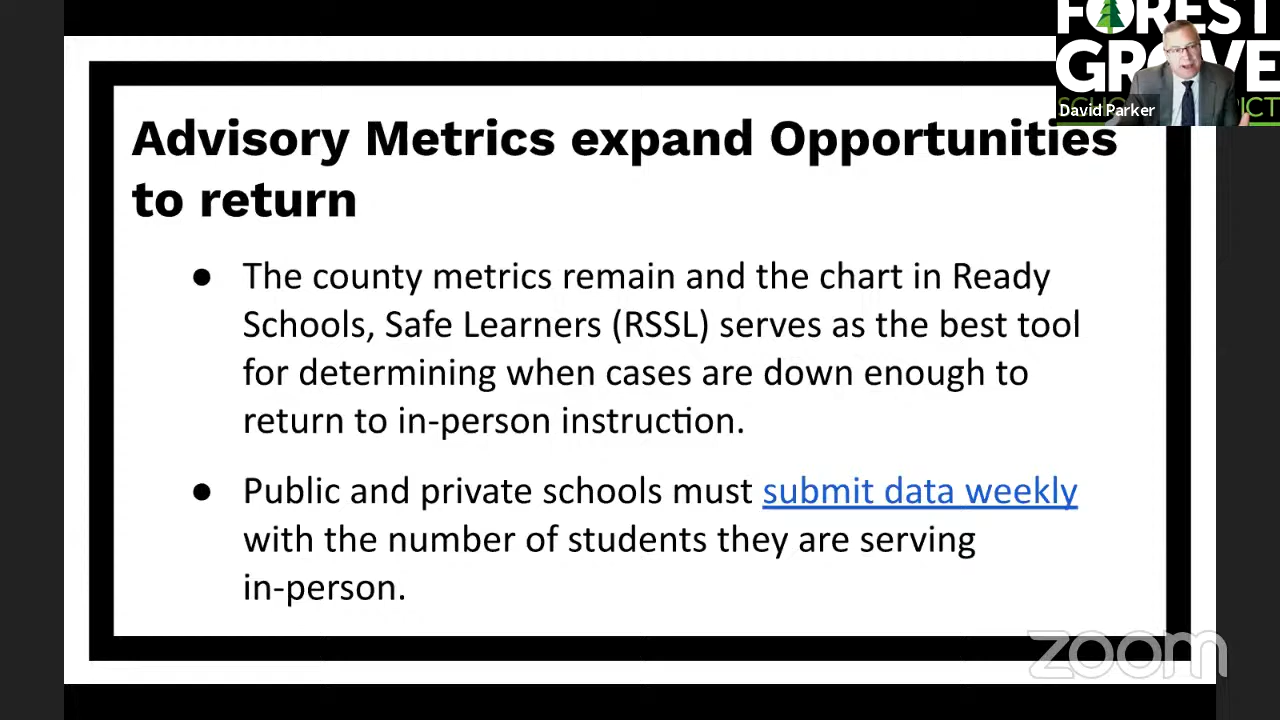 FOREST
GROVE
David Parker
Advisory Metrics expand Opportunities
to return
● The county metrics remain and the chart in Ready
Schools, Safe Learners (RSSL) serves as the best tool
for determining when cases are down enough to
return to in-person instruction.
● Public and private schools must submit data weekly
with the number of students they are serving
in-person.
zoom